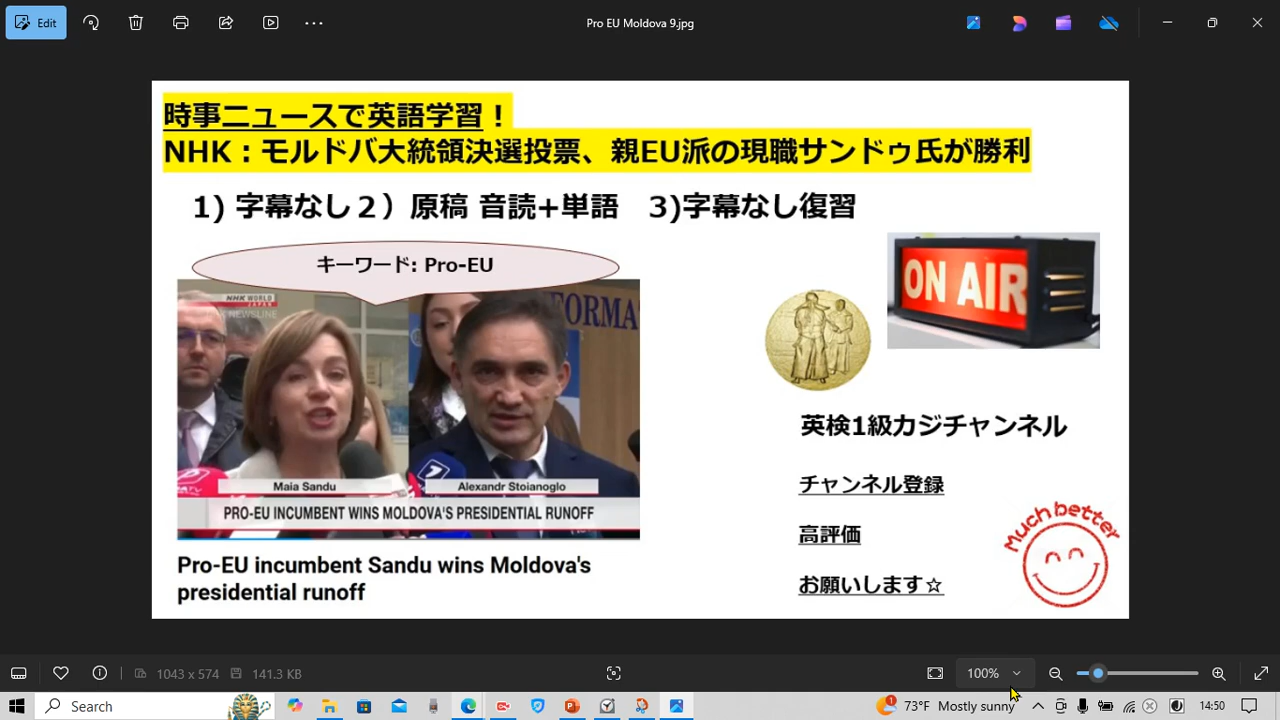 Edit
Pro EU Moldova 9.jpg
時事ニュースで英語学習！
NHK：モルドバ大統領決選投票、親EU派の現職サンドゥ氏が勝利
1) 字幕なし２）原稿 音読+単語　3)字幕なし復習
キーワード: Pro-EU
NHK WORLD
JAPAN
NHK NEWSLINE
FORMA
ON AIR
Maia Sandu
Alexandr Stoianoglo
PRO-EU INCUMBENT WINS MOLDOVA'S PRESIDENTIAL RUNOFF
Pro-EU incumbent Sandu wins Moldova's
presidential runoff
英検1級カジチャンネル
チャンネル登録
高評価
お願いします☆
Much better
1043 x 574
141.3 KB
100%
Search
1
73°F Mostly sunny
14:50